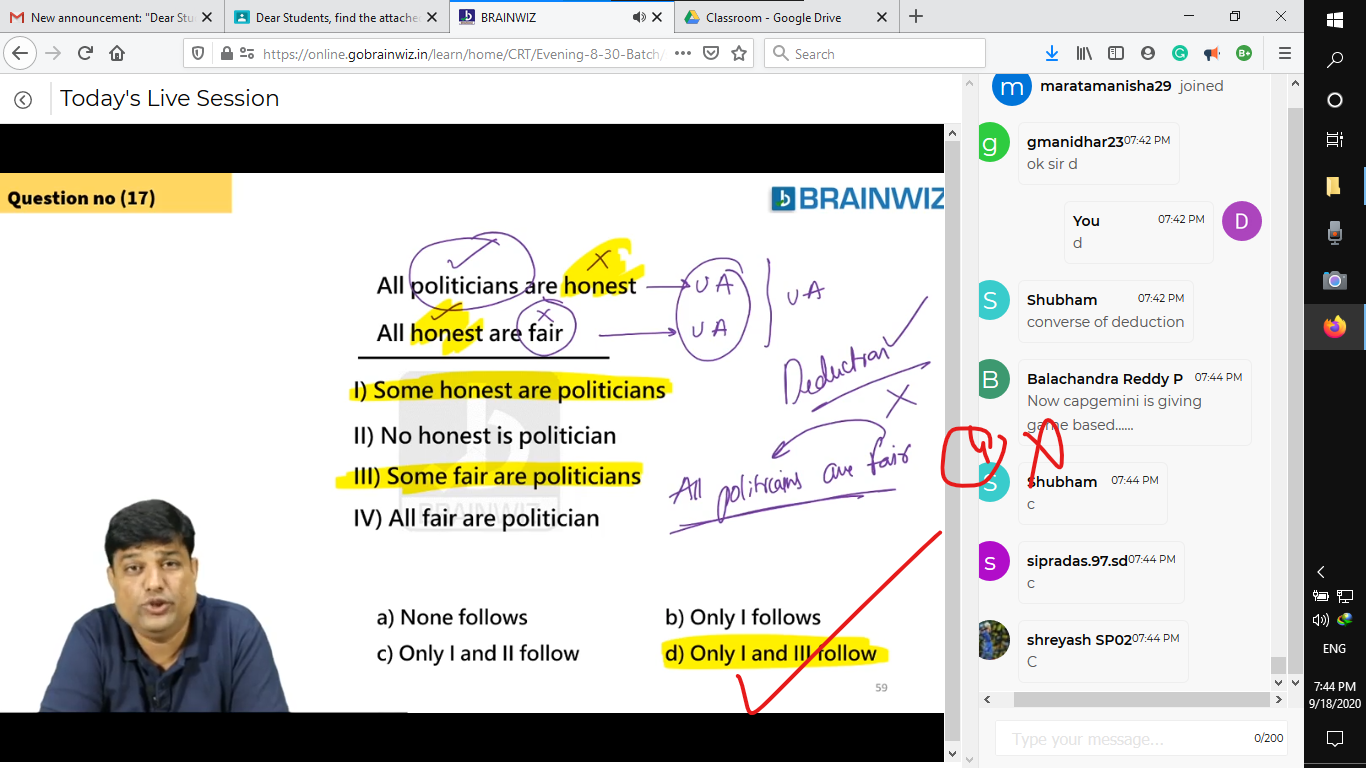 New announcement: "Dear Stu
Dear Students, find the attache
BRAINWIZ
Classroom - Google Drive
https://online.gobrainwiz.in/learn/home/CRT/Evening-8-30-Batch/
Search
Today's Live Session
Question no (17)
BRAINWIZ
All politicians are honest
UA
All honest are fair
UA
UA
Deduction
I) Some honest are politicians
II) No honest is politician
III) Some fair are politicians
IV) All fair are politician
All politicians are fair
BRAINWIZ
a) None follows
b) Only I follows
c) Only I and II follow
d) Only I and III follow
59
m
maratamanisha29 joined
g
gmanidhar23 07:42 PM
ok sir d
You 07:42 PM
d
D
S
Shubham 07:42 PM
converse of deduction
B
Balachandra Reddy P 07:44 PM
Now capgemini is giving
game based......
S
Shubham 07:44 PM
c
s
sipradas.97.sd 07:44 PM
c
shreyash SP02 07:44 PM
C
Type your message...
0/200
ENG
7:44 PM
9/18/2020